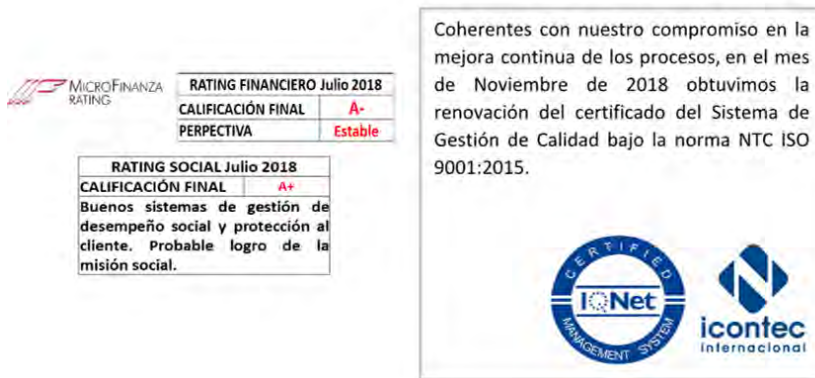 MICROFINANZA
RATING
RATING FINANCIERO Julio 2018
CALIFICACIÓN FINAL A-
PERPECTIVA Estable
RATING SOCIAL Julio 2018
CALIFICACIÓN FINAL A+
Buenos sistemas de gestión de
desempeño social y protección al
cliente. Probable logro de la
misión social.
Coherentes con nuestro compromiso en la
mejora continua de los procesos, en el mes
de Noviembre de 2018 obtuvimos la
renovación del certificado del Sistema de
Gestión de Calidad bajo la norma NTC ISO
9001:2015.
CERTIFIED
IQNet
MANAGEMENT SYSTEM
icontec
internacional